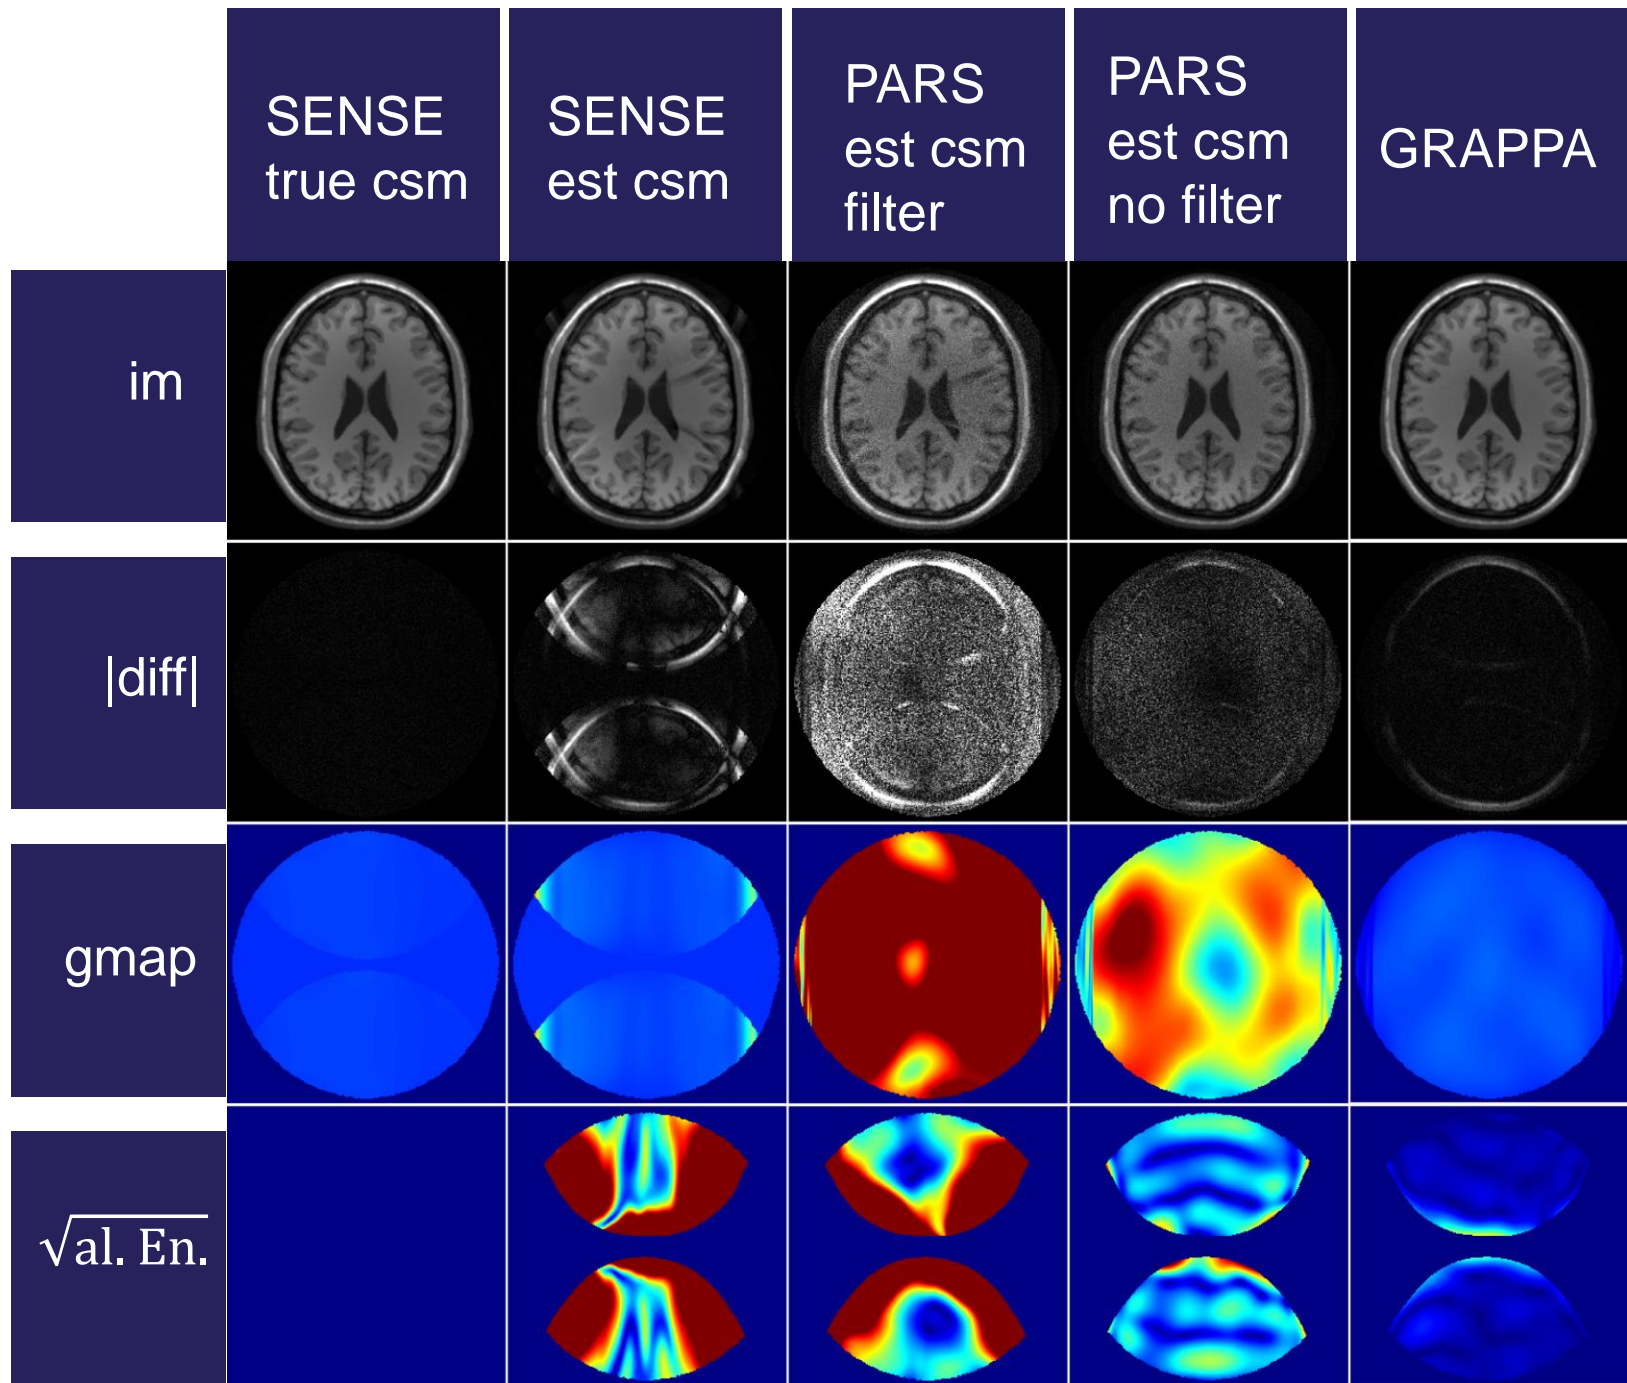 SENSE
true csm
SENSE
est csm
PARS
est csm
filter
PARS
est csm
no filter
GRAPPA
im
|diff|
gmap
√al. En.